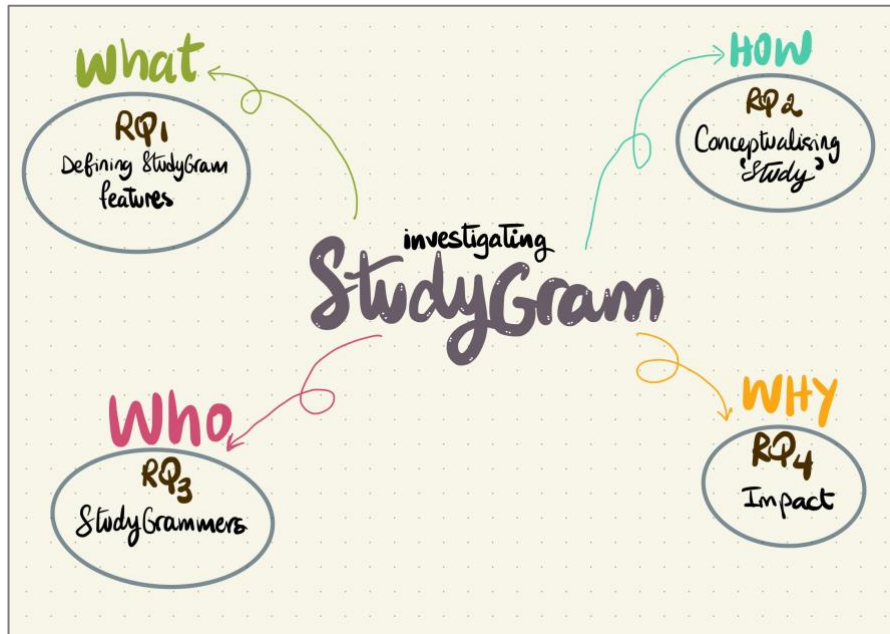 What
RQ1
Defining StudyGram
features
HOW
RQ2
Conceptualising
'Study'
investigating
StudyGram
Who
RQ3
StudyGrammers
WHY
RQ4
Impact